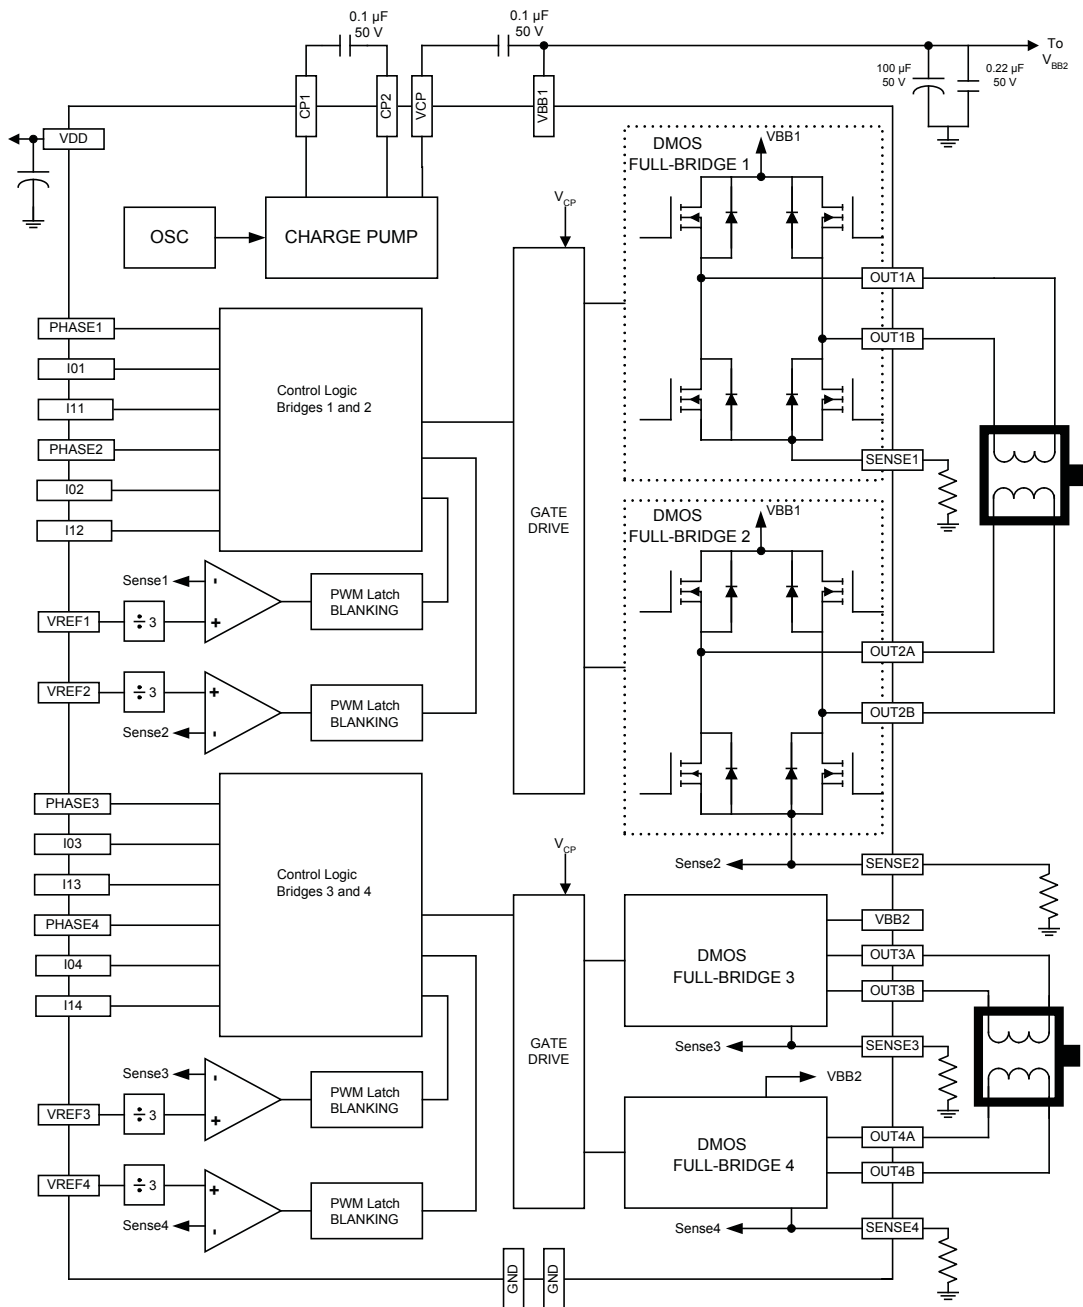 0.1 µF
50 V
0.1 µF
50 V
To
VBB2
100 µF
50 V
0.22 µF
50 V
CP1
CP2
VCP
VBB1
VDD
DMOS
FULL-BRIDGE 1
VBB1
VCP
OSC
CHARGE PUMP
OUT1A
PHASE1
OUT1B
I01
Control Logic
Bridges 1 and 2
I11
PHASE2
SENSE1
I02
I12
GATE
DRIVE
DMOS
FULL-BRIDGE 2
VBB1
Sense1
-
PWM Latch
BLANKING
VREF1
÷ 3
+
OUT2A
VREF2
÷ 3
+
PWM Latch
BLANKING
OUT2B
Sense2
-
PHASE3
I03
VCP
Sense2
SENSE2
Control Logic
Bridges 3 and 4
I13
PHASE4
VBB2
DMOS
FULL-BRIDGE 3
OUT3A
I04
OUT3B
I14
GATE
DRIVE
Sense3
SENSE3
Sense3
-
VBB2
PWM Latch
BLANKING
VREF3
÷ 3
+
DMOS
FULL-BRIDGE 4
OUT4A
OUT4B
VREF4
÷ 3
+
PWM Latch
BLANKING
Sense4
-
Sense4
SENSE4
GND
GND